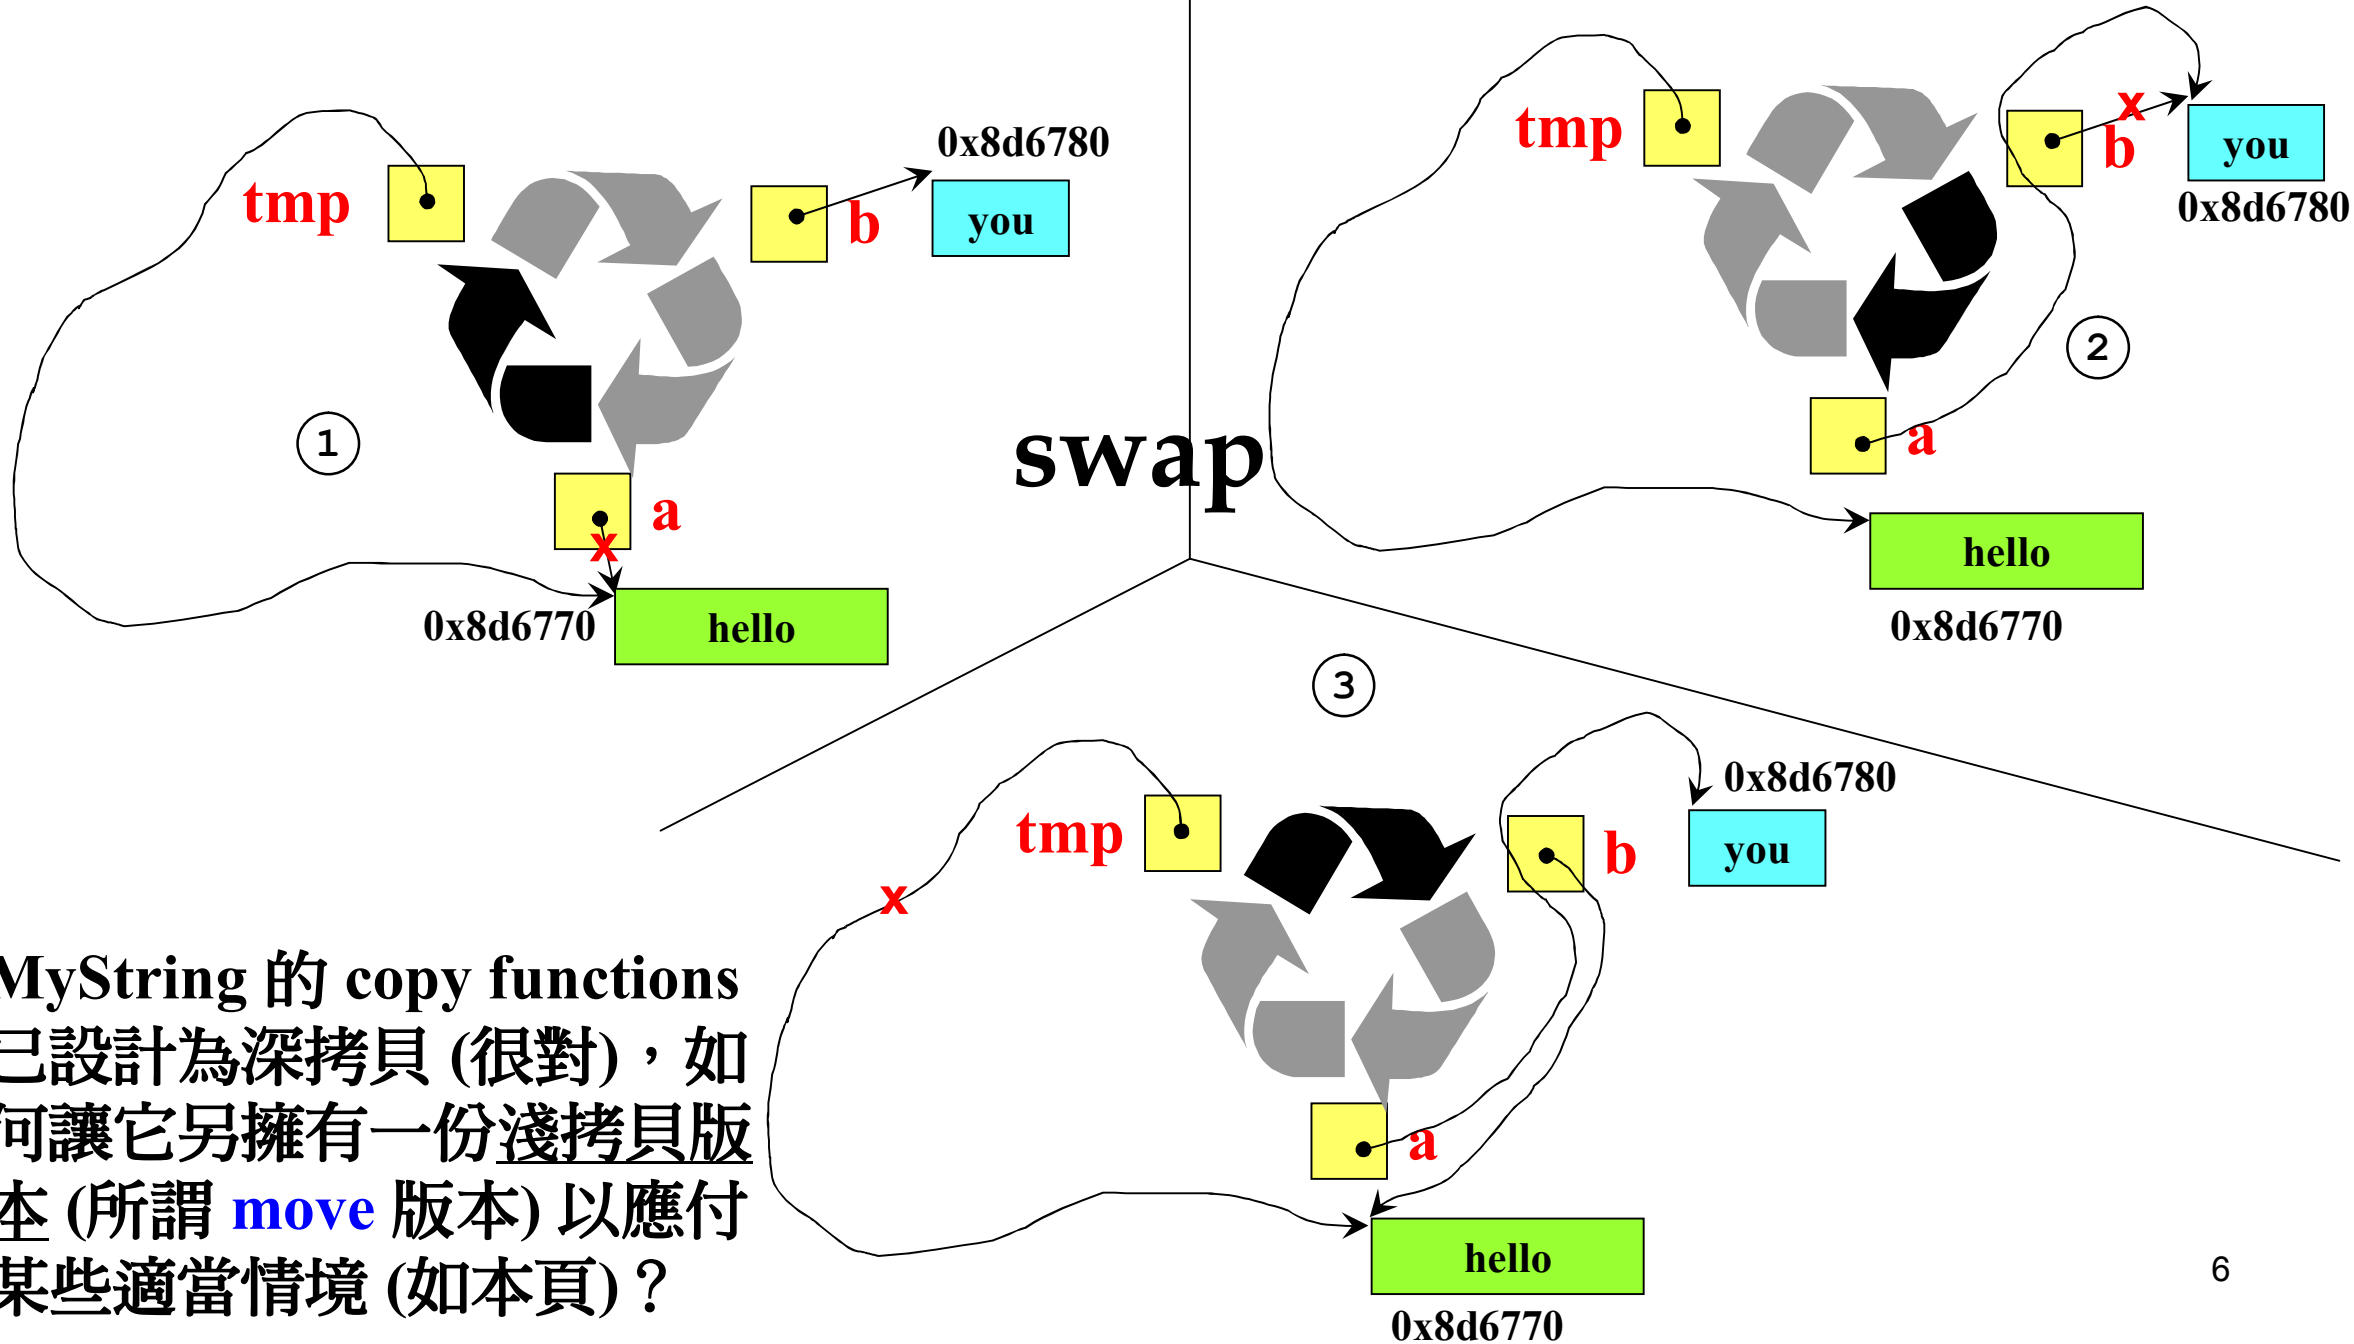 tmp
0x8d6780
b
you
1
a
x
0x8d6770
hello
swap
tmp
x
b
you
0x8d6780
2
a
hello
0x8d6770
3
tmp
0x8d6780
b
you
x
a
hello
0x8d6770
MyString 的 copy functions
已設計為深拷貝 (很對)，如
何讓它另擁有一份淺拷貝版
本 (所謂 move 版本) 以應付
某些適當情境 (如本頁)？
6